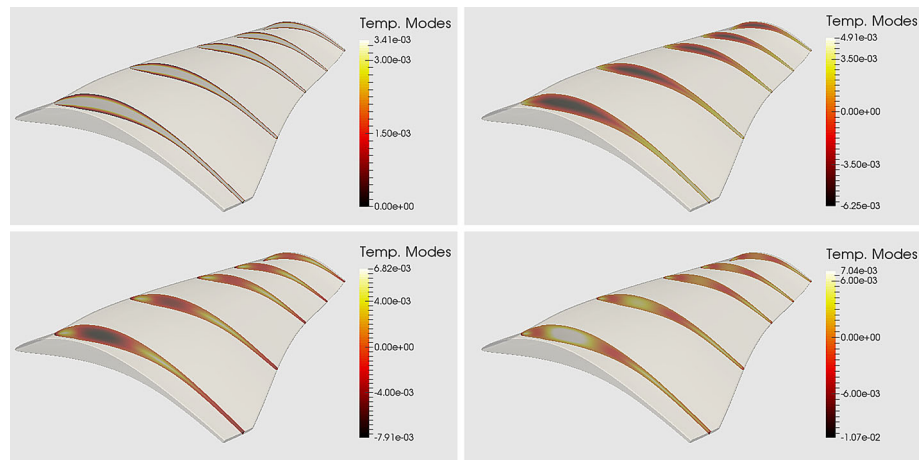 Temp. Modes
3.41e-03
3.00e-03
1.50e-03
0.00e+00
Temp. Modes
4.91e-03
3.50e-03
0.00e+00
-3.50e-03
-6.25e-03
Temp. Modes
6.82e-03
4.00e-03
0.00e+00
-4.00e-03
-7.91e-03
Temp. Modes
7.04e-03
6.00e-03
0.00e+00
-6.00e-03
-1.07e-02